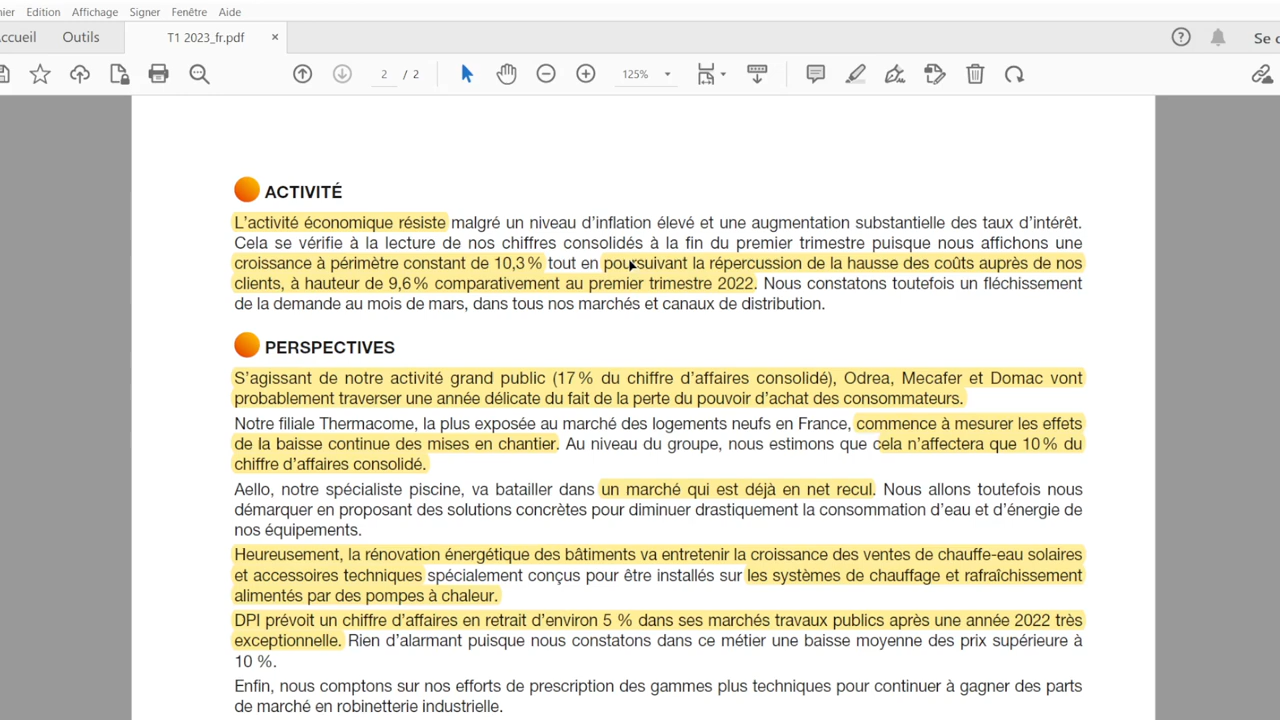 ier Edition Affichage Signer Fenêtre Aide
ccueil Outils T1 2023_fr.pdf × Se c
2 / 2 125%
ACTIVITÉ
L'activité économique résiste malgré un niveau d'inflation élevé et une augmentation substantielle des taux d'intérêt.
Cela se vérifie à la lecture de nos chiffres consolidés à la fin du premier trimestre puisque nous affichons une
croissance à périmètre constant de 10,3 % tout en poursuivant la répercussion de la hausse des coûts auprès de nos
clients, à hauteur de 9,6 % comparativement au premier trimestre 2022. Nous constatons toutefois un fléchissement
de la demande au mois de mars, dans tous nos marchés et canaux de distribution.
PERSPECTIVES
S'agissant de notre activité grand public (17 % du chiffre d'affaires consolidé), Odrea, Mecafer et Domac vont
probablement traverser une année délicate du fait de la perte du pouvoir d'achat des consommateurs.
Notre filiale Thermacome, la plus exposée au marché des logements neufs en France, commence à mesurer les effets
de la baisse continue des mises en chantier. Au niveau du groupe, nous estimons que cela n'affectera que 10 % du
chiffre d'affaires consolidé.
Aello, notre spécialiste piscine, va batailler dans un marché qui est déjà en net recul. Nous allons toutefois nous
démarquer en proposant des solutions concrètes pour diminuer drastiquement la consommation d'eau et d'énergie de
nos équipements.
Heureusement, la rénovation énergétique des bâtiments va entretenir la croissance des ventes de chauffe-eau solaires
et accessoires techniques spécialement conçus pour être installés sur les systèmes de chauffage et rafraîchissement
alimentés par des pompes à chaleur.
DPI prévoit un chiffre d'affaires en retrait d'environ 5 % dans ses marchés travaux publics après une année 2022 très
exceptionnelle. Rien d'alarmant puisque nous constatons dans ce métier une baisse moyenne des prix supérieure à
10 %.
Enfin, nous comptons sur nos efforts de prescription des gammes plus techniques pour continuer à gagner des parts
de marché en robinetterie industrielle.